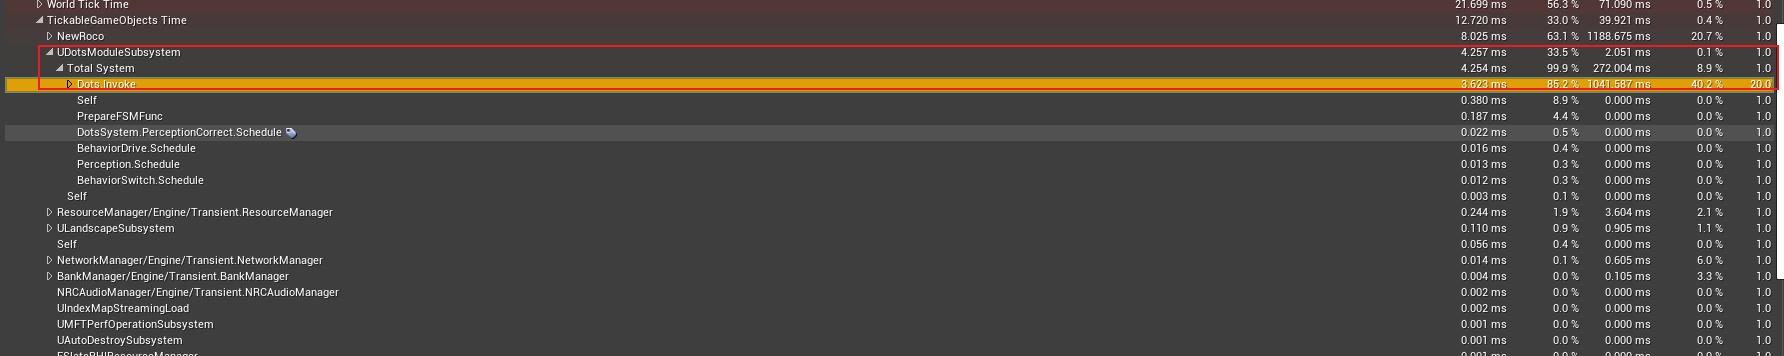 World Tick Time 21.699 ms 56.3 % 71.090 ms 0.5 % 1.0
TickableGameObjects Time 12.720 ms 33.0 % 39.921 ms 0.4 % 1.0
NewRoco 8.025 ms 63.1 % 1188.675 ms 20.7 % 1.0
UDotsModuleSubsystem 4.257 ms 33.5 % 2.051 ms 0.1 % 1.0
Total System 4.254 ms 99.9 % 272.004 ms 8.9 % 1.0
Dots.Invoke 3.623 ms 85.2 % 1041.587 ms 40.2 % 20.0
Self 0.380 ms 8.9 % 0.000 ms 0.0 % 1.0
PrepareFSMFunc 0.187 ms 4.4 % 0.000 ms 0.0 % 1.0
DotsSystem.PerceptionCorrect.Schedule 0.022 ms 0.5 % 0.000 ms 0.0 % 1.0
BehaviorDrive.Schedule 0.016 ms 0.4 % 0.000 ms 0.0 % 1.0
Perception.Schedule 0.013 ms 0.3 % 0.000 ms 0.0 % 1.0
BehaviorSwitch.Schedule 0.012 ms 0.3 % 0.000 ms 0.0 % 1.0
Self 0.003 ms 0.1 % 0.000 ms 0.0 % 1.0
ResourceManager/Engine/Transient.ResourceManager 0.244 ms 1.9 % 3.604 ms 2.1 % 1.0
ULandscapeSubsystem 0.110 ms 0.9 % 0.905 ms 1.1 % 1.0
Self 0.056 ms 0.4 % 0.000 ms 0.0 % 1.0
NetworkManager/Engine/Transient.NetworkManager 0.014 ms 0.1 % 0.605 ms 6.0 % 1.0
BankManager/Engine/Transient.BankManager 0.004 ms 0.0 % 0.105 ms 3.3 % 1.0
NRCAudioManager/Engine/Transient.NRCAudioManager 0.002 ms 0.0 % 0.000 ms 0.0 % 1.0
UIndexMapStreamingLoad 0.002 ms 0.0 % 0.000 ms 0.0 % 1.0
UMFTPerfOperationSubsystem 0.001 ms 0.0 % 0.000 ms 0.0 % 1.0
UAutoDestroySubsystem 0.001 ms 0.0 % 0.000 ms 0.0 % 1.0